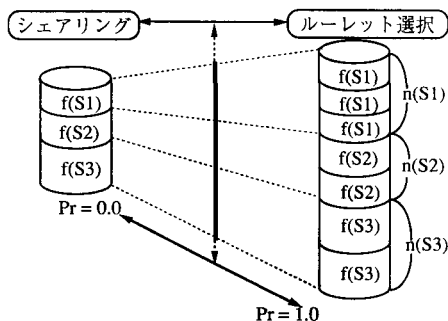 シェアリング
ルーレット選択
f(S1)
f(S2)
f(S3)
Pr = 0.0
f(S1)
f(S1)
f(S1)
f(S2)
f(S2)
f(S3)
f(S3)
n(S1)
n(S2)
n(S3)
Pr = 1.0